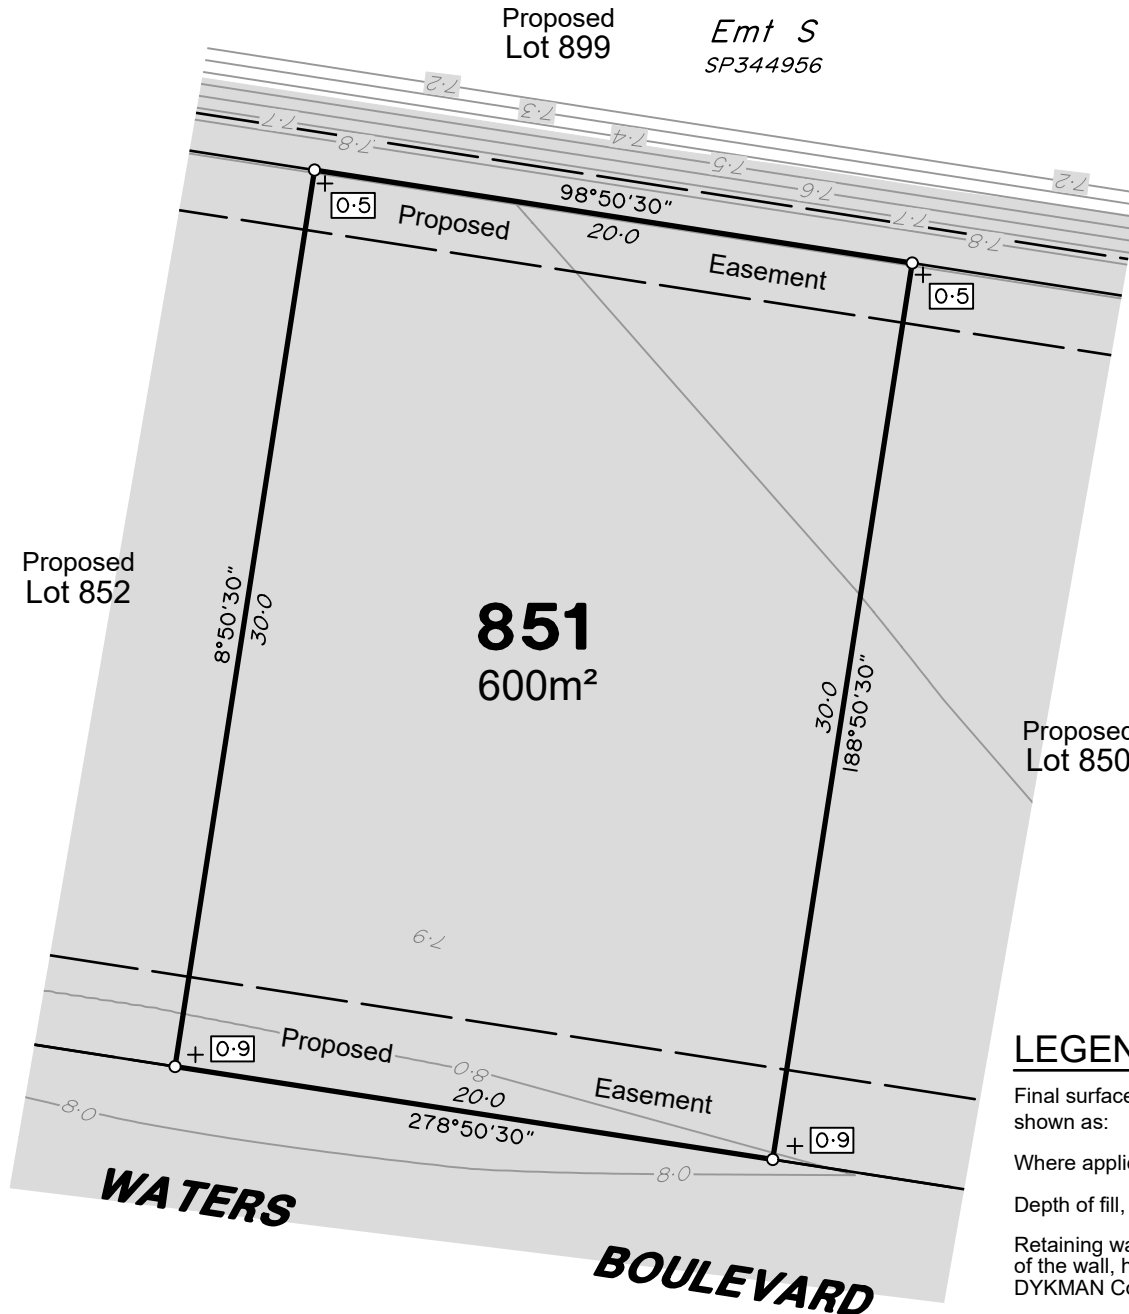 Proposed
Lot 899
Emt S
SP344956
7·2
7·3
7·4
7·5
7·6
7·7
7·8
7·2
7·7
7·8
98°50'30"
20·0
0·5
Proposed
Easement
0·5
Proposed
Lot 852
8°50'30"
30·0
851
600m²
30·0
188°50'30"
Proposed
Lot 850
7·9
0·9
Proposed
8·0
Easement
20·0
278°50'30"
0·9
8·0
8·0
WATERS
BOULEVARD
LEGEN
Final surface
shown as:
Where applic
Depth of fill,
Retaining wa
of the wall, h
DYKMAN Co